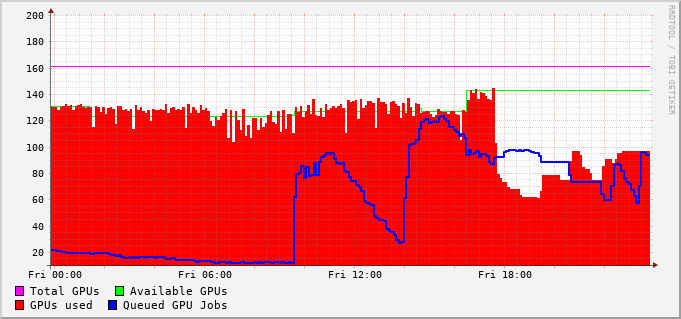 200
180
160
140
120
100
80
60
40
20
Fri 00:00 Fri 06:00 Fri 12:00 Fri 18:00
Total GPUs Available GPUs
GPUs used Queued GPU Jobs
RRDTOOL / TOBI OETIKER